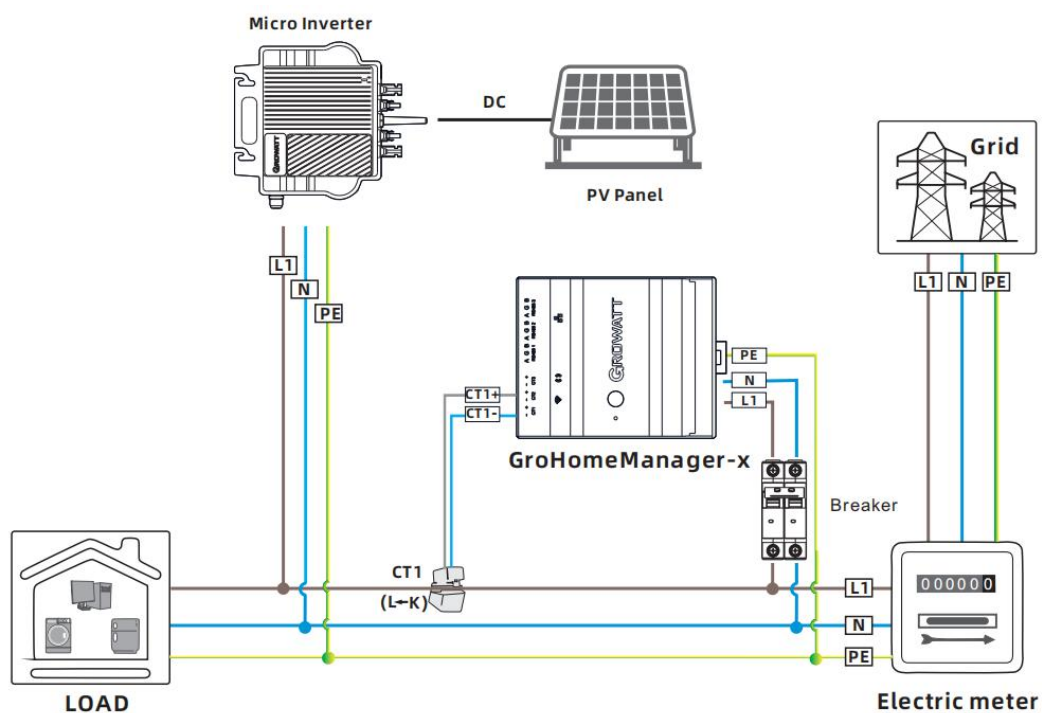 Micro Inverter
DC
PV Panel
Grid
GROWATT
L1
N
PE
L1 N PE
GROWATT
PE
N
L1
CT1+
CT1-
GroHomeManager-x
Breaker
CT1
(L←K)
000000
L1
N
PE
LOAD
Electric meter